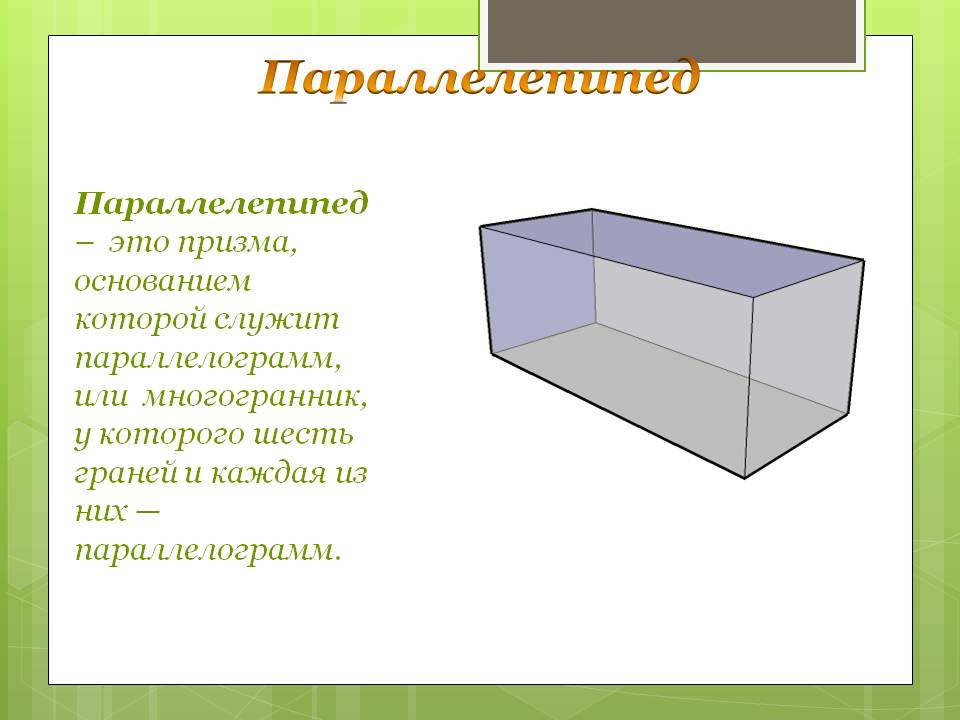 Параллелепипед
Параллелепипед
– это призма,
основанием
которой служит
параллелограмм,
или многогранник,
у которого шесть
граней и каждая из
них —
параллелограмм.